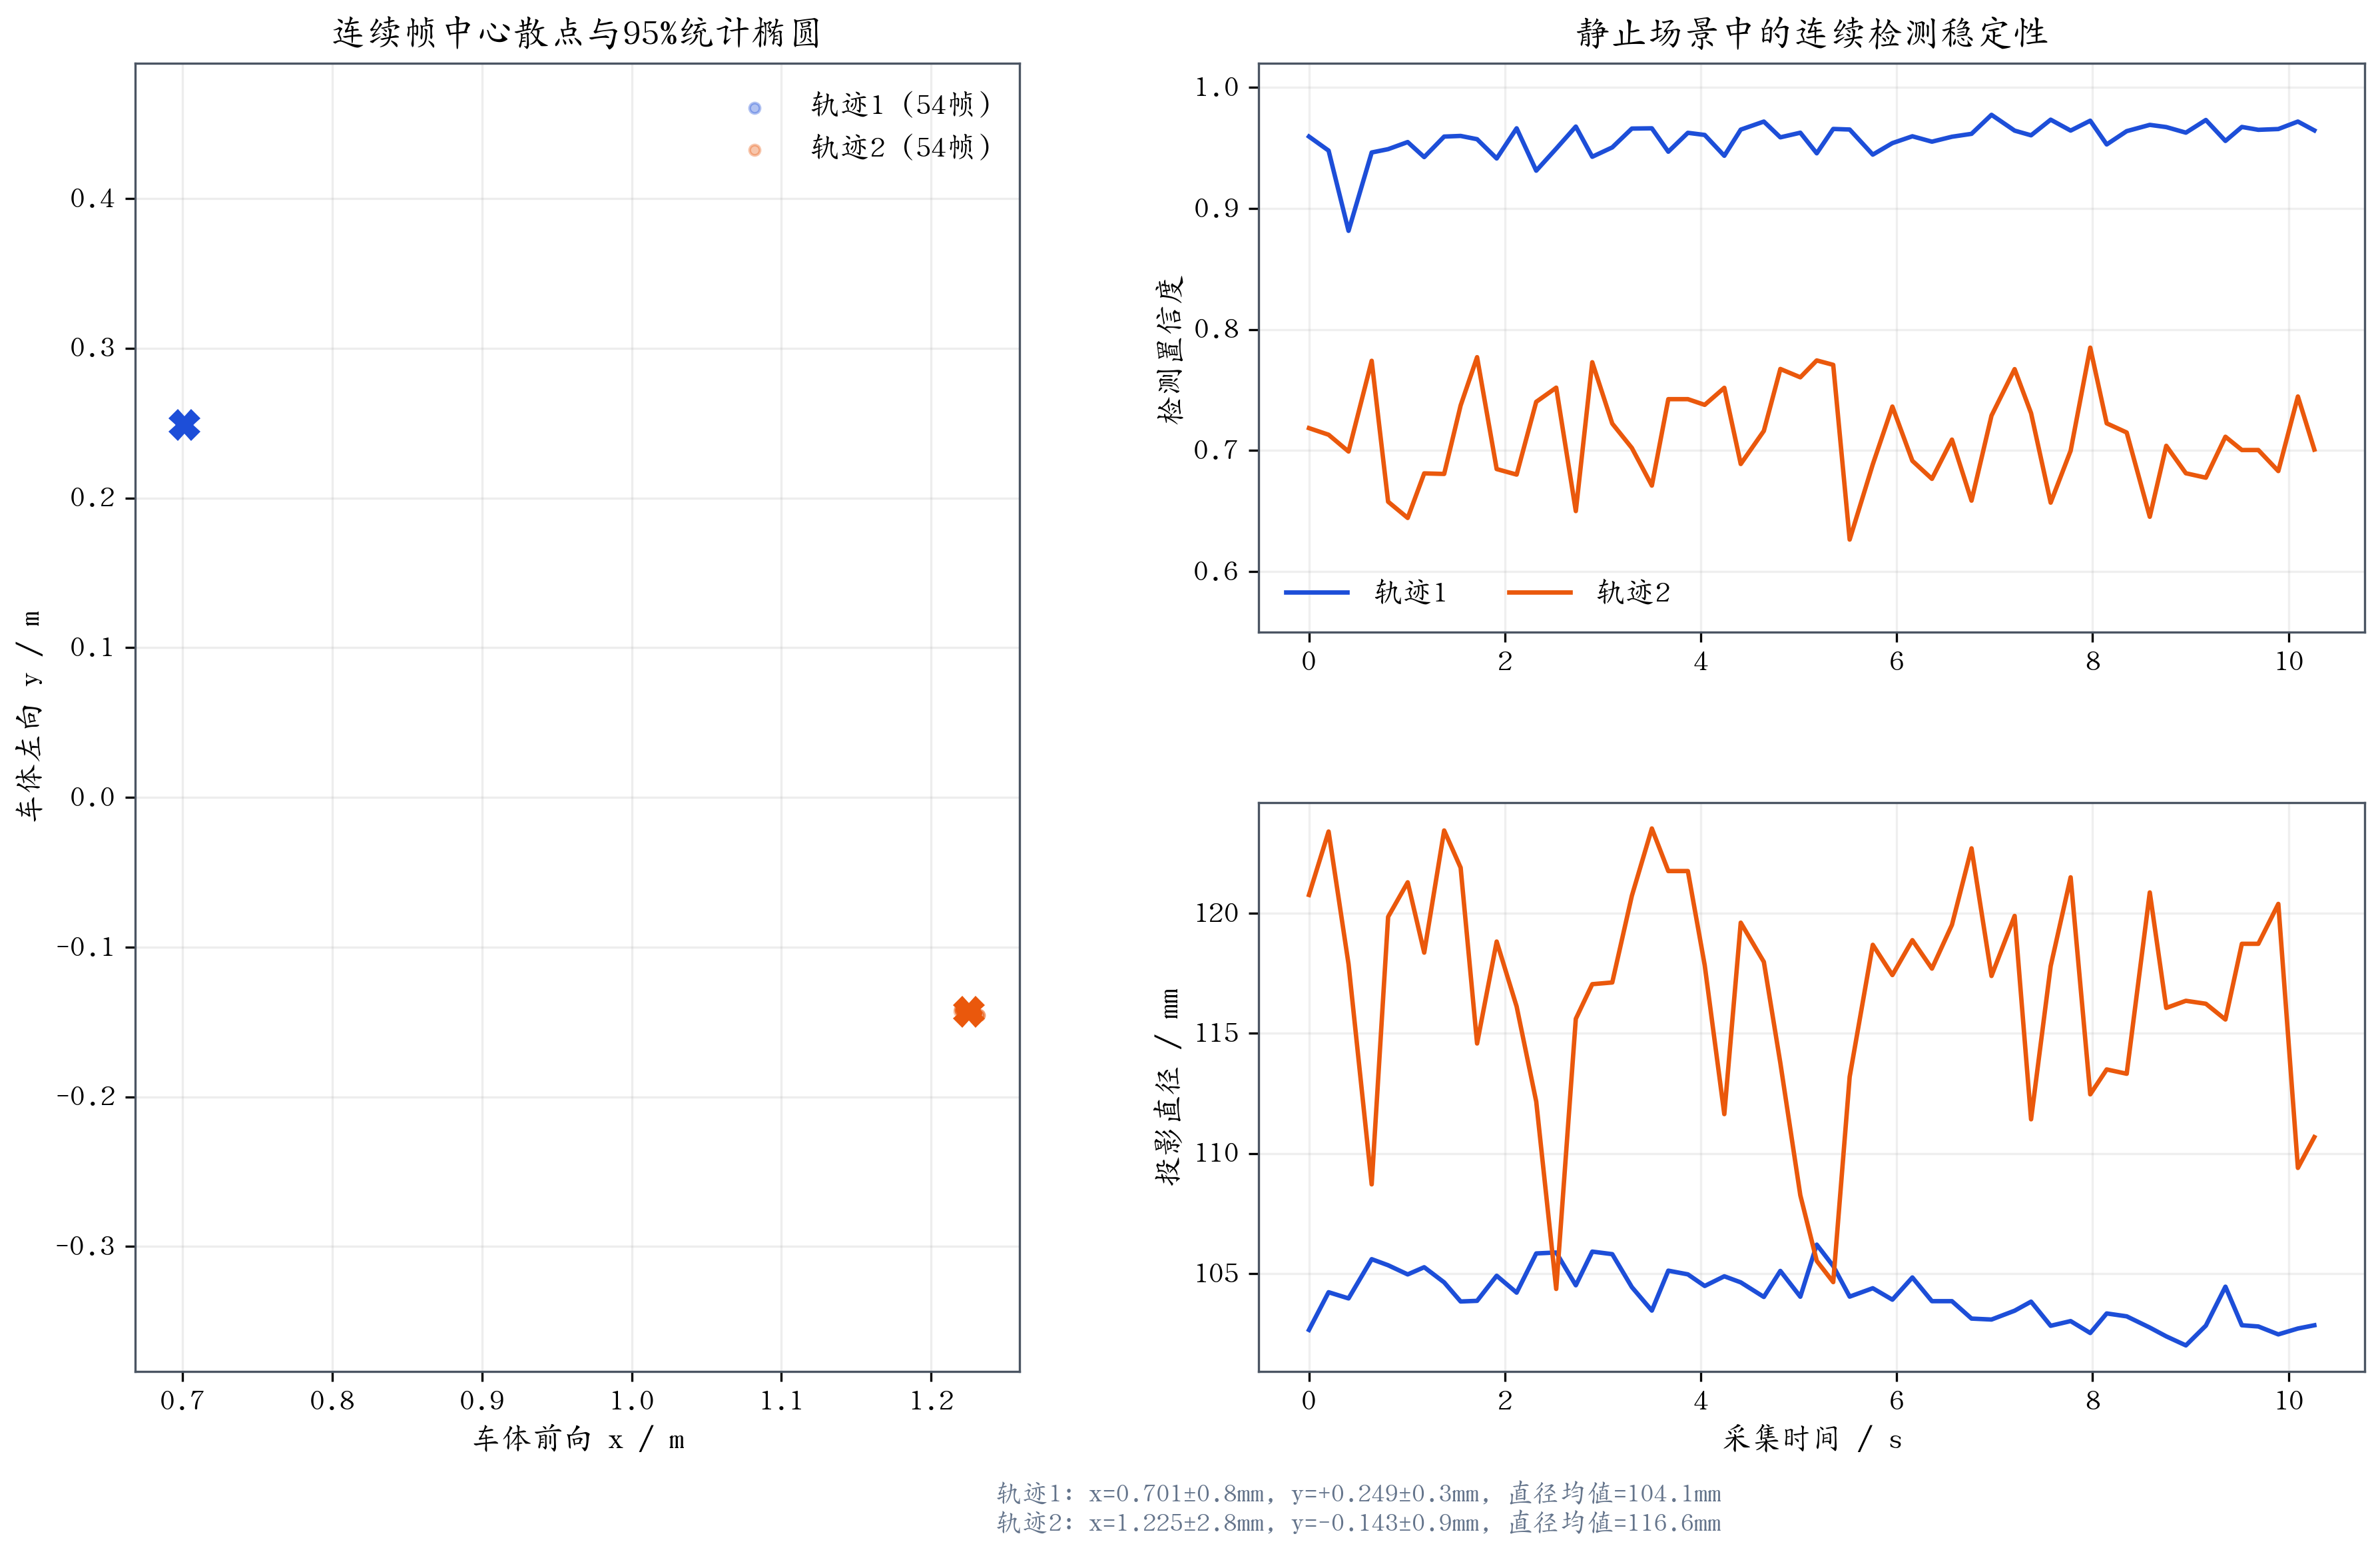 连续帧中心散点与95%统计椭圆
轨迹1 (54帧)
轨迹2 (54帧)
0.4
0.3
0.2
0.1
0.0
-0.1
-0.2
-0.3
车体左向 y / m
0.7 0.8 0.9 1.0 1.1 1.2
车体前向 x / m
静止场景中的连续检测稳定性
1.0
0.9
0.8
0.7
0.6
检测置信度
轨迹1 轨迹2
0 2 4 6 8 10
120
115
110
105
投影直径 / mm
0 2 4 6 8 10
采集时间 / s
轨迹1: x=0.701±0.8mm, y=+0.249±0.3mm, 直径均值=104.1mm
轨迹2: x=1.225±2.8mm, y=-0.143±0.9mm, 直径均值=116.6mm